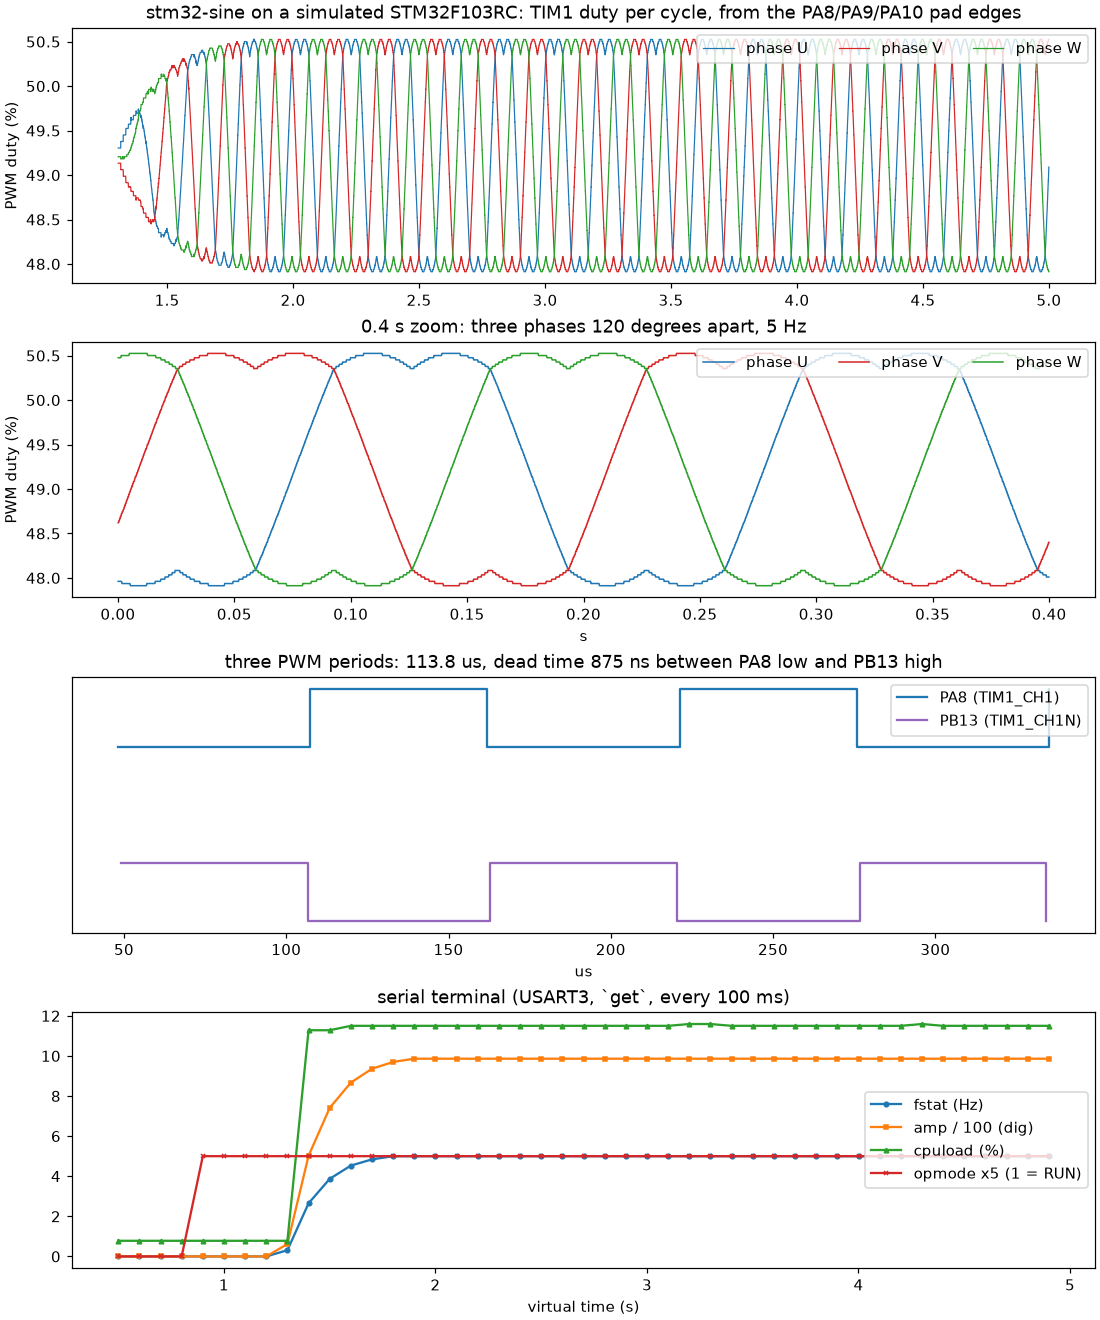 stm32-sine on a simulated STM32F103RC: TIM1 duty per cycle, from the PA8/PA9/PA10 pad edges
PWM duty (%)
50.5
50.0
49.5
49.0
48.5
48.0
phase U
phase V
phase W
1.5 2.0 2.5 3.0 3.5 4.0 4.5 5.0
0.4 s zoom: three phases 120 degrees apart, 5 Hz
PWM duty (%)
50.5
50.0
49.5
49.0
48.5
48.0
phase U
phase V
phase W
0.00 0.05 0.10 0.15 0.20 0.25 0.30 0.35 0.40
s
three PWM periods: 113.8 us, dead time 875 ns between PA8 low and PB13 high
PA8 (TIM1_CH1)
PB13 (TIM1_CH1N)
50 100 150 200 250 300
us
serial terminal (USART3, `get`, every 100 ms)
12
10
8
6
4
2
0
fstat (Hz)
amp / 100 (dig)
cpuload (%)
opmode x5 (1 = RUN)
1 2 3 4 5
virtual time (s)